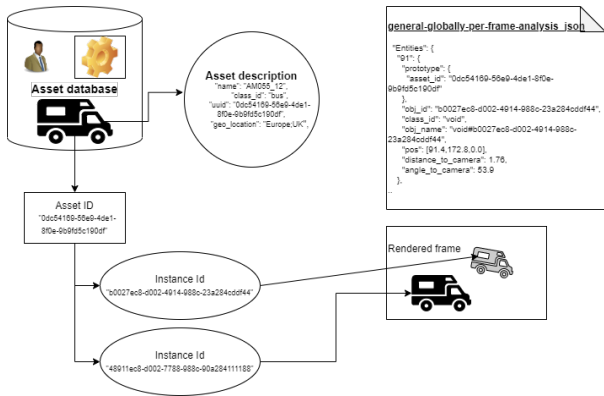 Asset database
Asset description
"name": "AM055_12",
"class_id": "bus",
"uuid": "0dc54169-56e9-4de1-
8f0e-9b9fd5c190df",
"geo_location": "Europe;UK",
general-globally-per-frame-analysis_json
"Entities": {
"91": {
"prototype": {
"asset_id": "0dc54169-56e9-4de1-8f0e-
9b9fd5c190df"
},
"obj_id": "b0027ec8-d002-4914-988c-23a284cddf44",
"class_id": "void",
"obj_name": "void#b0027ec8-d002-4914-988c-
23a284cddf44",
"pos": [91.4,172.8,0.0],
"distance_to_camera": 1.76,
"angle_to_camera": 53.9
},
..
Asset ID
"0dc54169-56e9-4de1-
8f0e-9b9fd5c190df"
Instance Id
"b0027ec8-d002-4914-988c-23a284cddf44"
Rendered frame
Instance Id
"48911ec8-d002-7788-988c-90a284111188"